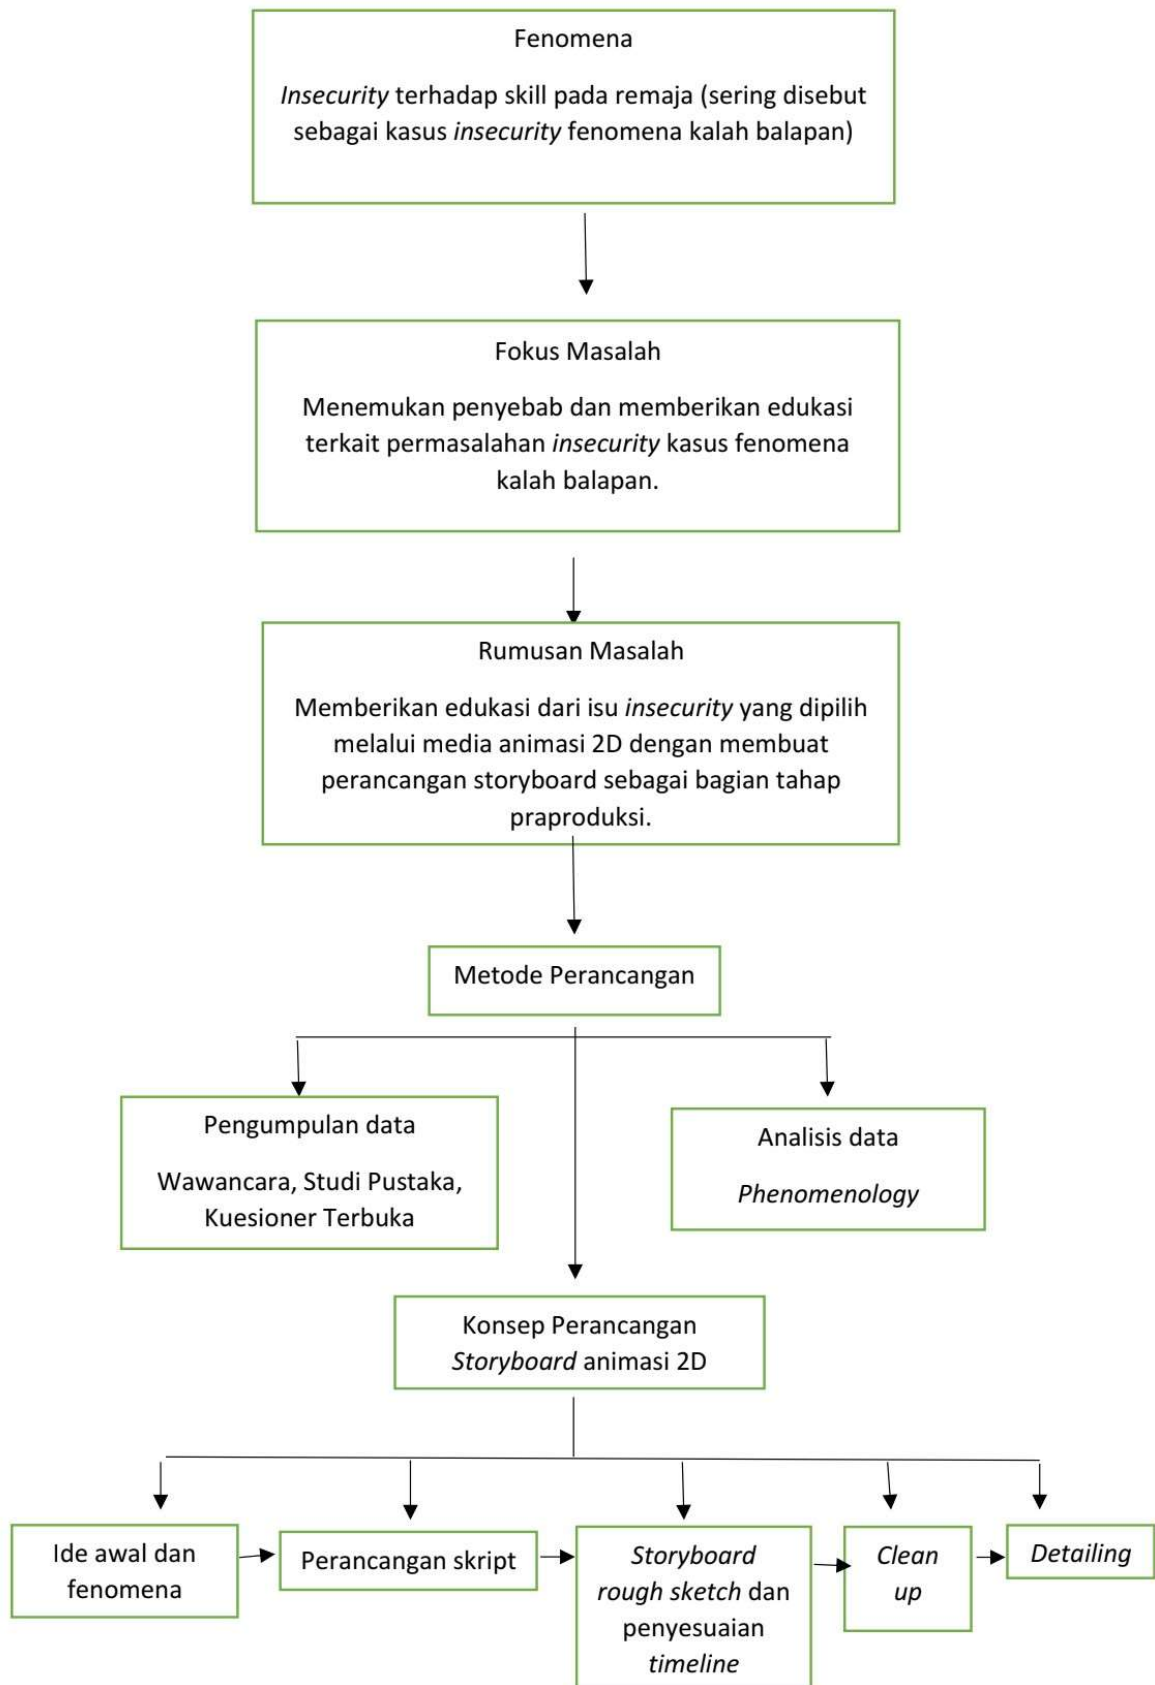 Fenomena
Insecurity terhadap skill pada remaja (sering disebut
sebagai kasus insecurity fenomena kalah balapan)
Fokus Masalah
Menemukan penyebab dan memberikan edukasi
terkait permasalahan insecurity kasus fenomena
kalah balapan.
Rumusan Masalah
Memberikan edukasi dari isu insecurity yang dipilih
melalui media animasi 2D dengan membuat
perancangan storyboard sebagai bagian tahap
praproduksi.
Metode Perancangan
Pengumpulan data
Wawancara, Studi Pustaka,
Kuesioner Terbuka
Analisis data
Phenomenology
Konsep Perancangan
Storyboard animasi 2D
Ide awal dan
fenomena
Perancangan skript
Storyboard
rough sketch dan
penyesuaian
timeline
Clean
up
Detailing